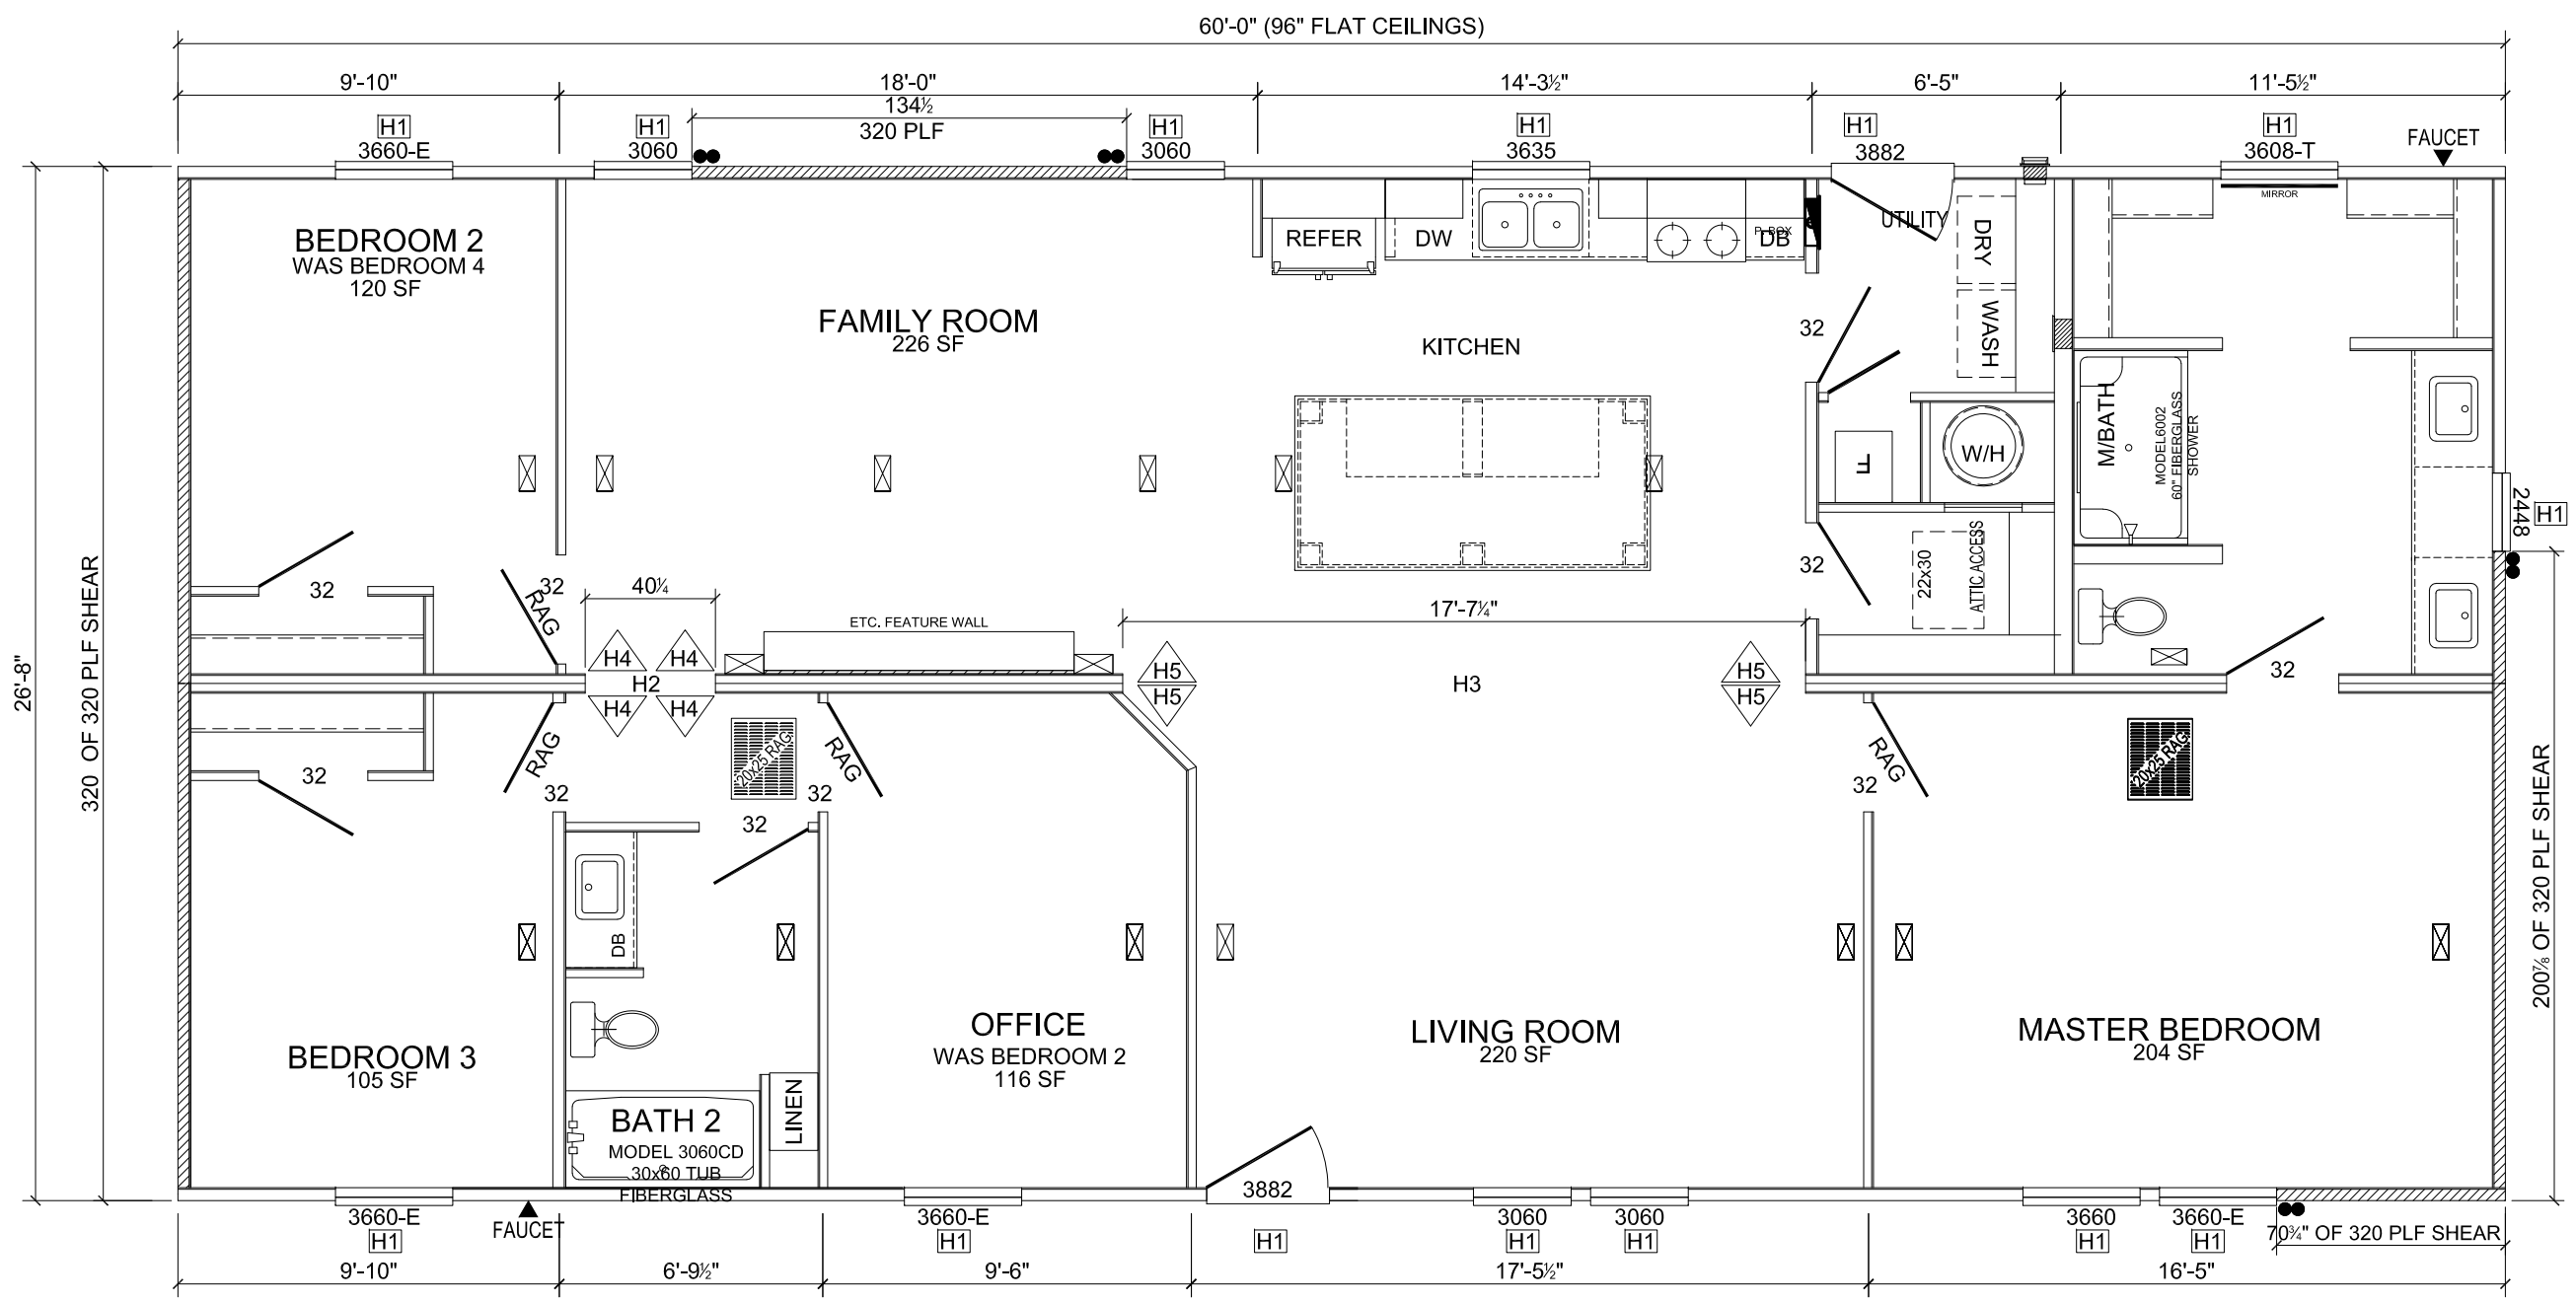 60'-0" (96" FLAT CEILINGS)
9'-10"
18'-0"
14'-3½"
6'-5"
11'-5½"
134½
320 PLF
H1
3660-E
H1
3060
H1
3060
H1
3635
H1
3882
H1
3608-T
FAUCET
MIRROR
BEDROOM 2
WAS BEDROOM 4
120 SF
FAMILY ROOM
226 SF
REFER
DW
P. BOX
DB
UTILITY
DRY
WASH
KITCHEN
32
M/BATH
MODEL6002
60" FIBERGLASS
SHOWER
F
W/H
2448
H1
22x30
ATTIC ACCESS
32
26'-8"
320 OF 320 PLF SHEAR
32
32
RAG
40¼
ETC. FEATURE WALL
17'-7¼"
H4
H4
H2
H4
H4
H5
H5
H3
H5
H5
32
32
RAG
32
20x25 RAG
RAG
32
32
RAG
32
20x25 RAG
200⅞ OF 320 PLF SHEAR
DB
BEDROOM 3
105 SF
OFFICE
WAS BEDROOM 2
116 SF
LIVING ROOM
220 SF
MASTER BEDROOM
204 SF
LINEN
BATH 2
MODEL 3060CD
30x60 TUB
FIBERGLASS
3882
3660-E
H1
FAUCET
3660-E
H1
H1
3060
H1
3060
H1
3660
H1
3660-E
H1
70¾" OF 320 PLF SHEAR
9'-10"
6'-9½"
9'-6"
17'-5½"
16'-5"